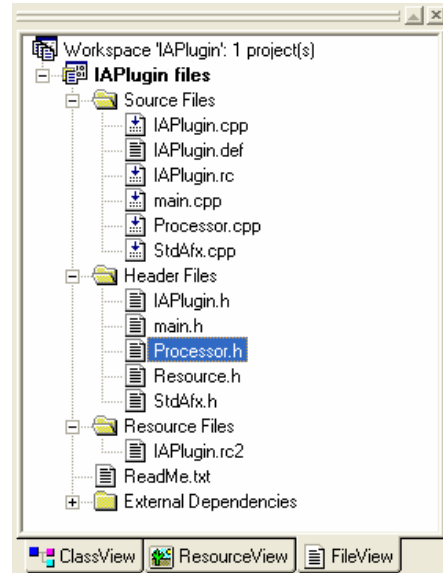 Workspace 'IAPlugin': 1 project(s)
IAPlugin files
Source Files
IAPlugin.cpp
IAPlugin.def
IAPlugin.rc
main.cpp
Processor.cpp
StdAfx.cpp
Header Files
IAPlugin.h
main.h
Processor.h
Resource.h
StdAfx.h
Resource Files
IAPlugin.rc2
ReadMe.txt
External Dependencies
ClassView ResourceView FileView